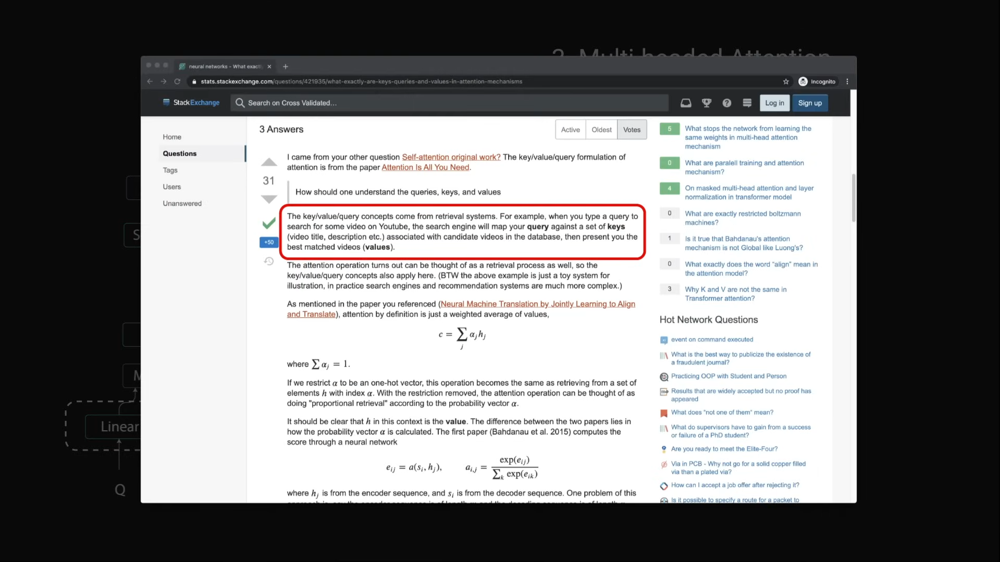 2. Multi-headed Attention
neural networks - What exactl
stats.stackexchange.com/questions/421935/what-exactly-are-keys-queries-and-values-in-attention-mechanisms
Incognito
StackExchange
Search on Cross Validated...
Log in
Sign up
Home
Questions
Tags
Users
Unanswered
3 Answers
Active
Oldest
Votes
31
+50
I came from your other question Self-attention original work? The key/value/query formulation of
attention is from the paper Attention Is All You Need.
How should one understand the queries, keys, and values
The key/value/query concepts come from retrieval systems. For example, when you type a query to
search for some video on Youtube, the search engine will map your query against a set of keys
(video title, description etc.) associated with candidate videos in the database, then present you the
best matched videos (values).
The attention operation turns out can be thought of as a retrieval process as well, so the
key/value/query concepts also apply here. (BTW the above example is just a toy system for
illustration, in practice search engines and recommendation systems are much more complex.)
As mentioned in the paper you referenced (Neural Machine Translation by Jointly Learning to Align
and Translate), attention by definition is just a weighted average of values,
c = ∑_j α_j h_j
where ∑ α_j = 1.
If we restrict α to be an one-hot vector, this operation becomes the same as retrieving from a set of
elements h with index α. With the restriction removed, the attention operation can be thought of as
doing "proportional retrieval" according to the probability vector α.
It should be clear that h in this context is the value. The difference between the two papers lies in
how the probability vector α is calculated. The first paper (Bahdanau et al. 2015) computes the
score through a neural network
e_ij = a(s_i, h_j), a_i,j = exp(e_ij) / ∑_k exp(e_ik)
where h_j is from the encoder sequence, and s_i is from the decoder sequence. One problem of this
5 What stops the network from learning the
same weights in multi-head attention
mechanism
0 What are paralell training and attention
mechanism?
4 On masked multi-head attention and layer
normalization in transformer model
0 What are exactly restricted boltzmann
machines?
1 Is it true that Bahdanau's attention
mechanism is not Global like Luong's?
0 What exactly does the word "align" mean in
the attention model?
3 Why K and V are not the same in
Transformer attention?
Hot Network Questions
event on command executed
What is the best way to publicize the existence of
a fraudulent journal?
Practicing OOP with Student and Person
Results that are widely accepted but no proof has
appeared
What does "not one of them" mean?
What do supervisors have to gain from a success
or failure of a PhD student?
Are you ready to meet the Elite-Four?
Via in PCB - Why not go for a solid copper filled
via than a plated via?
How can I accept a job offer after rejecting it?
Is it possible to specify a route for a packet to
S
M
Linear
Q